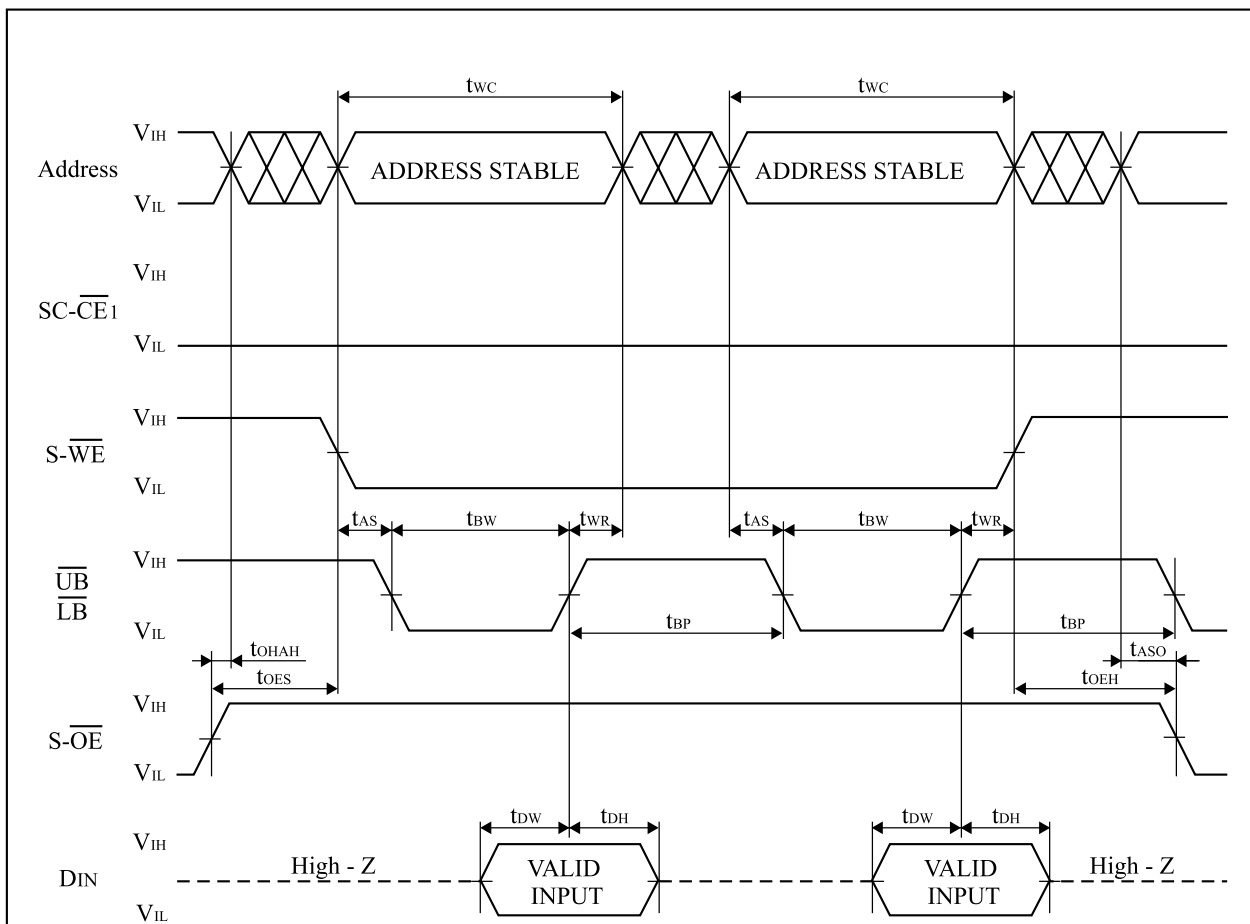 tWC tWC
VIH
Address ADDRESS STABLE ADDRESS STABLE
VIL
VIH
SC-CE1
VIL
VIH
S-WE
VIL
tAS tBW tWR tAS tBW tWR
VIH
UB
LB
VIL
tBP tBP
tOHAH tASO
tOES tOEH
VIH
S-OE
VIL
tDW tDH tDW tDH
VIH
High - Z VALID VALID High - Z
DIN INPUT INPUT
VIL